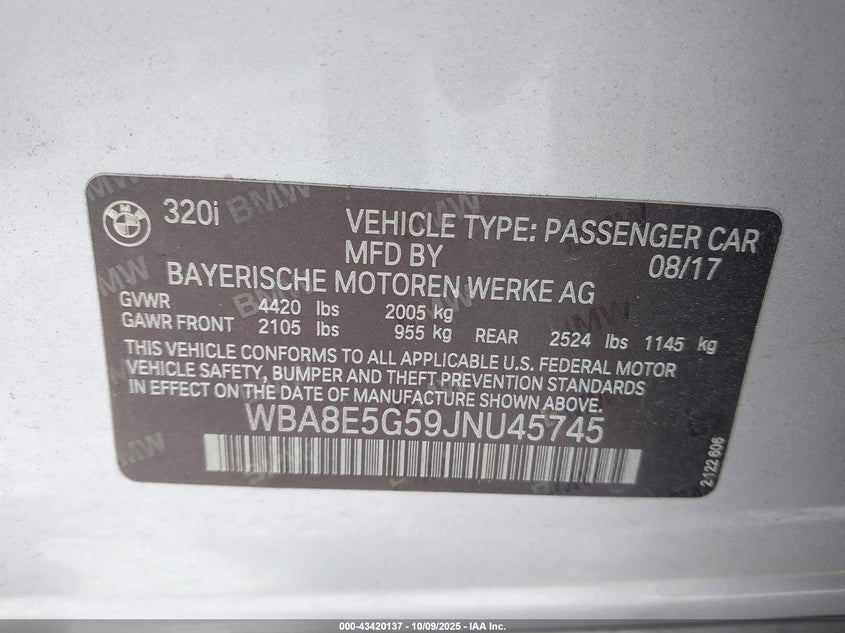 320i
VEHICLE TYPE: PASSENGER CAR
MFD BY 08/17
BAYERISCHE MOTOREN WERKE AG
GVWR 4420 lbs 2005 kg
GAWR FRONT 2105 lbs 955 kg REAR 2524 lbs 1145 kg
THIS VEHICLE CONFORMS TO ALL APPLICABLE U.S. FEDERAL MOTOR
VEHICLE SAFETY, BUMPER AND THEFT PREVENTION STANDARDS
IN EFFECT ON THE DATE OF MANUFACTURE SHOWN ABOVE.
WBA8E5G59JNU45745
2 122 606
000-43420137 - 10/09/2025 - IAA Inc.